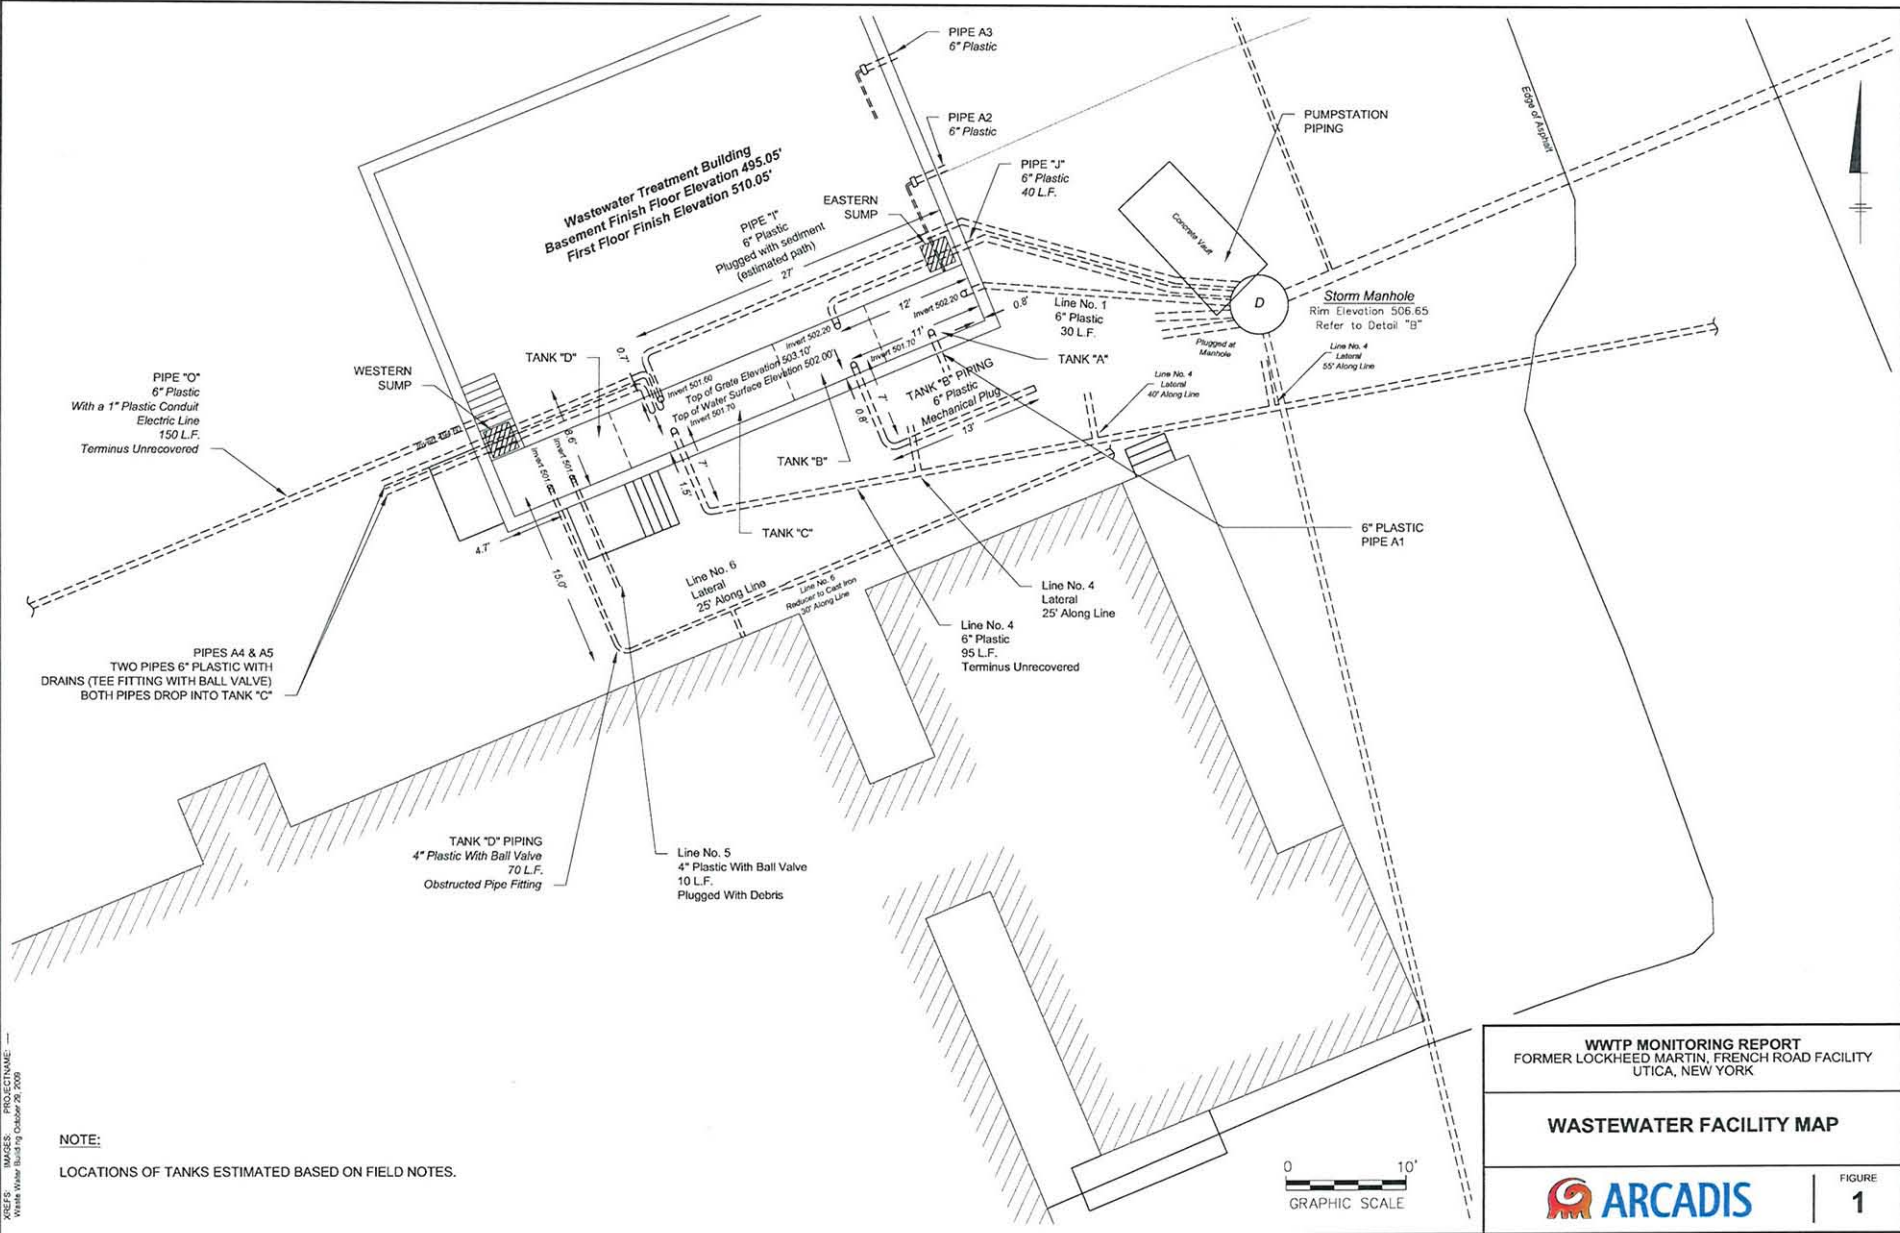 PIPE A3
6" Plastic
PIPE A2
6" Plastic
PUMPSTATION
PIPING
Edge of Asphalt
Wastewater Treatment Building
Basement Finish Floor Elevation 495.05'
First Floor Finish Elevation 510.05'
PIPE "J"
6" Plastic
40 L.F.
EASTERN
SUMP
PIPE "I"
6" Plastic
Plugged with sediment
(estimated path)
27'
Concrete Vault
D
Storm Manhole
Rim Elevation 506.65
Refer to Detail "B"
12'
Invert 502.20
0.8'
Line No. 1
6" Plastic
30 L.F.
Invert 502.20
11'
Invert 501.70
TANK "A"
Plugged at
Manhole
Line No. 4
Lateral
55' Along Line
Line No. 4
Lateral
40' Along Line
TANK "D"
0.7'
Invert 501.60
Top of Grate Elevation 503.10'
Top of Water Surface Elevation 502.00'
Invert 501.70
TANK "B" PIPING
6" Plastic
Mechanical Plug
13'
7'
0.8'
WESTERN
SUMP
PIPE "O"
6" Plastic
With a 1" Plastic Conduit
Electric Line
150 L.F.
Terminus Unrecovered
8.6'
TANK "B"
7'
1.5'
TANK "C"
4.7'
15.0'
6" PLASTIC
PIPE A1
Line No. 6
Lateral
25' Along Line
Line No. 6
Reducer to Cast Iron
30' Along Line
Line No. 4
Lateral
25' Along Line
Line No. 4
6" Plastic
95 L.F.
Terminus Unrecovered
PIPES A4 & A5
TWO PIPES 6" PLASTIC WITH
DRAINS (TEE FITTING WITH BALL VALVE)
BOTH PIPES DROP INTO TANK "C"
TANK "D" PIPING
4" Plastic With Ball Valve
70 L.F.
Obstructed Pipe Fitting
Line No. 5
4" Plastic With Ball Valve
10 L.F.
Plugged With Debris
NOTE:
LOCATIONS OF TANKS ESTIMATED BASED ON FIELD NOTES.
XREFS: IMAGES: PROJECTNAME: —
Waste Water Building October 29, 2009
0 10'
GRAPHIC SCALE
WWTP MONITORING REPORT
FORMER LOCKHEED MARTIN, FRENCH ROAD FACILITY
UTICA, NEW YORK
WASTEWATER FACILITY MAP
ARCADIS
FIGURE
1